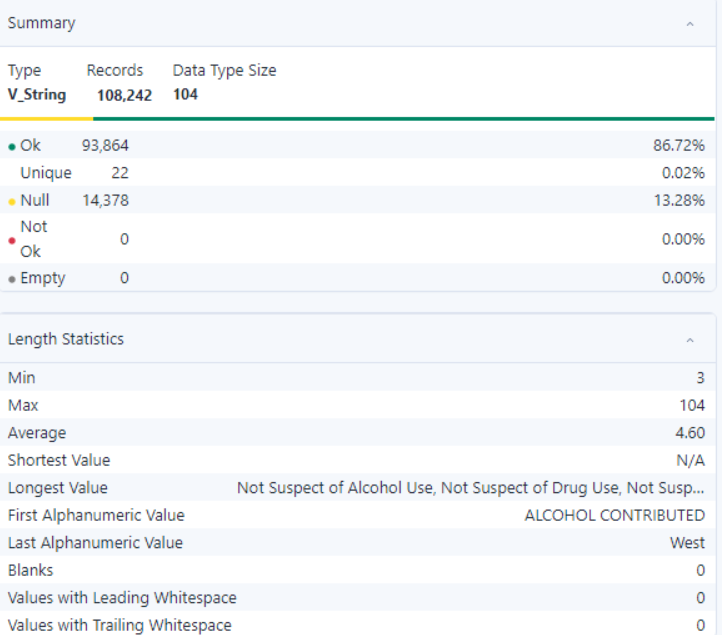 Summary
Type Records Data Type Size
V_String 108,242 104
Ok 93,864 86.72%
Unique 22 0.02%
Null 14,378 13.28%
Not
Ok 0 0.00%
Empty 0 0.00%
Length Statistics
Min 3
Max 104
Average 4.60
Shortest Value N/A
Longest Value Not Suspect of Alcohol Use, Not Suspect of Drug Use, Not Susp...
First Alphanumeric Value ALCOHOL CONTRIBUTED
Last Alphanumeric Value West
Blanks 0
Values with Leading Whitespace 0
Values with Trailing Whitespace 0